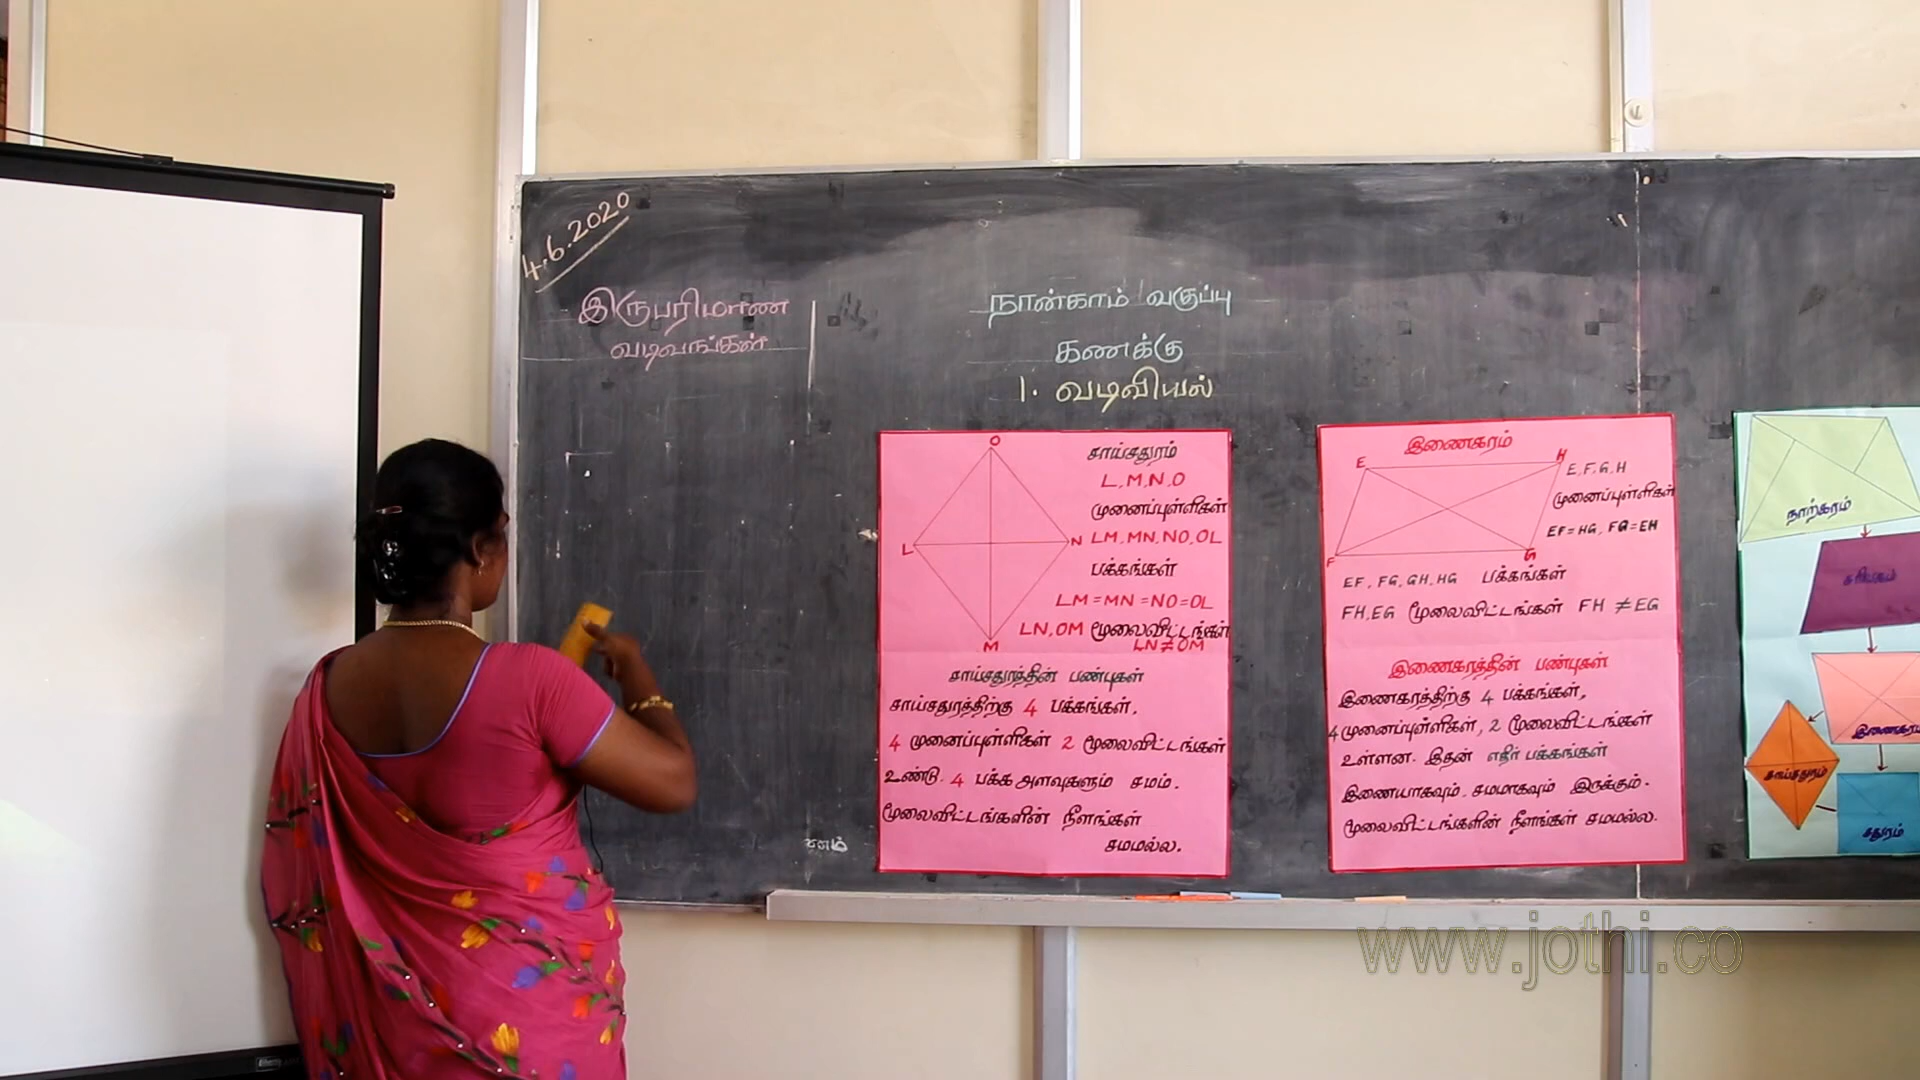 4.6.2020
இருபரிமாண
வடிவங்கள்
நான்காம் வகுப்பு
கணக்கு
1. வடிவியல்
O
L
N
M
சாய்சதுரம்
L, M, N, O
முனைப்புள்ளிகள்
LM, MN, NO, OL
பக்கங்கள்
LM = MN = NO = OL
LN, OM மூலைவிட்டங்கள்
LN ≠ OM
சாய்சதுரத்தின் பண்புகள்
சாய்சதுரத்திற்கு 4 பக்கங்கள்,
4 முனைப்புள்ளிகள் 2 மூலைவிட்டங்கள்
உண்டு. 4 பக்க அளவுகளும் சமம்.
மூலைவிட்டங்களின் நீளங்கள்
சமமல்ல.
இணைகரம்
E
H
F
G
E, F, G, H
முனைப்புள்ளிகள்
EF = HG, FG = EH
EF, FG, GH, HG பக்கங்கள்
FH, EG மூலைவிட்டங்கள் FH ≠ EG
இணைகரத்தின் பண்புகள்
இணைகரத்திற்கு 4 பக்கங்கள்,
4 முனைப்புள்ளிகள், 2 மூலைவிட்டங்கள்
உள்ளன. இதன் எதிர் பக்கங்கள்
இணையாகவும். சமமாகவும் இருக்கும்.
மூலைவிட்டங்களின் நீளங்கள் சமமல்ல.
நாற்கரம்
சரிவகம்
இணைகரம்
சாய்சதுரம்
சதுரம்
www.jothi.co